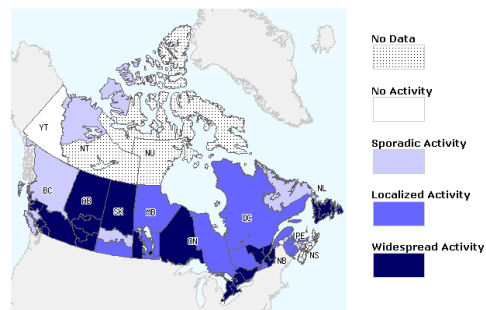 No Data
No Activity
YT
Sporadic Activity
NT
NU
BC
NL
Localized Activity
AB
SK
MB
QC
ON
PE
Widespread Activity
NB
NS